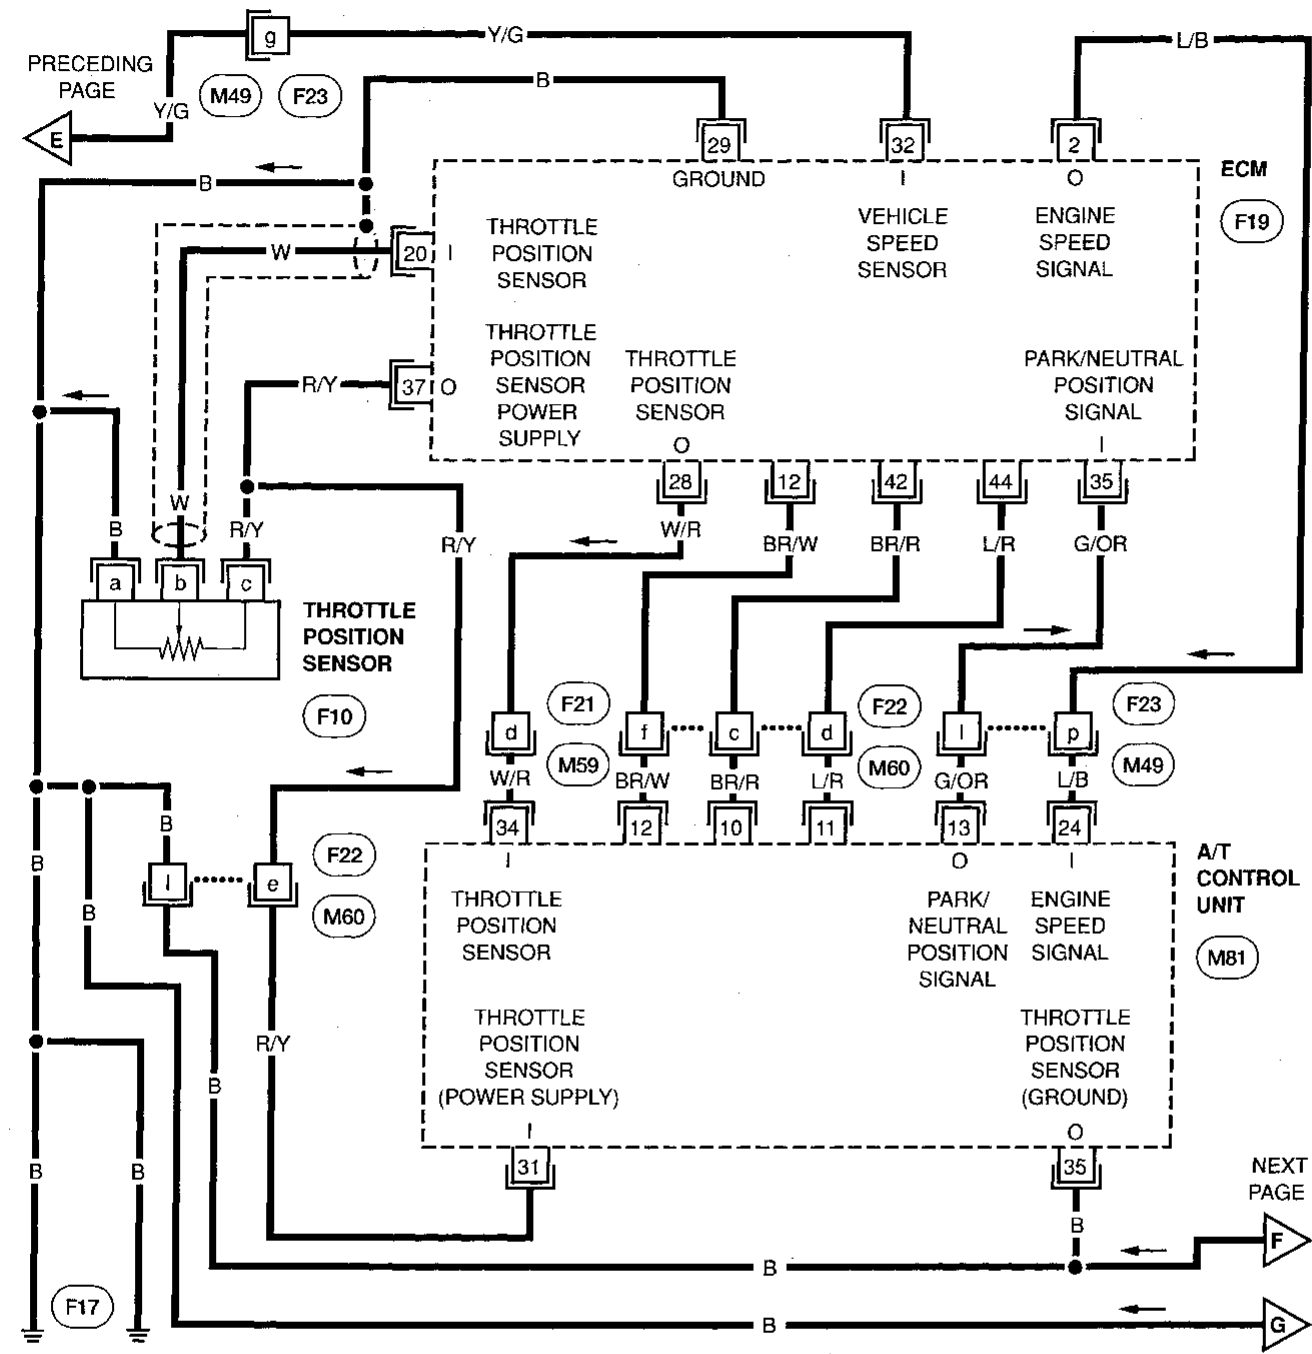 g
Y/G
L/B
PRECEDING
PAGE
B
M49
F23
Y/G
E
29
32
2
ECM
B
GROUND
I
O
F19
THROTTLE
POSITION
SENSOR
VEHICLE
SPEED
SENSOR
ENGINE
SPEED
SIGNAL
W
20
I
THROTTLE
POSITION
SENSOR
POWER
SUPPLY
THROTTLE
POSITION
SENSOR
PARK/NEUTRAL
POSITION
SIGNAL
R/Y
37
O
O
I
28
12
42
44
35
W
B
R/Y
R/Y
W/R
BR/W
BR/R
L/R
G/OR
a
b
c
THROTTLE
POSITION
SENSOR
F10
F21
F22
F23
d
f
c
d
l
p
M59
M60
M49
W/R
BR/W
BR/R
L/R
G/OR
L/B
B
34
12
10
11
13
24
B
l
e
F22
M60
I
O
I
A/T
CONTROL
UNIT
M81
B
THROTTLE
POSITION
SENSOR
PARK/
NEUTRAL
POSITION
SIGNAL
ENGINE
SPEED
SIGNAL
R/Y
THROTTLE
POSITION
SENSOR
(POWER SUPPLY)
THROTTLE
POSITION
SENSOR
(GROUND)
B
I
O
B
B
31
35
NEXT
PAGE
B
F
B
F17
B
G